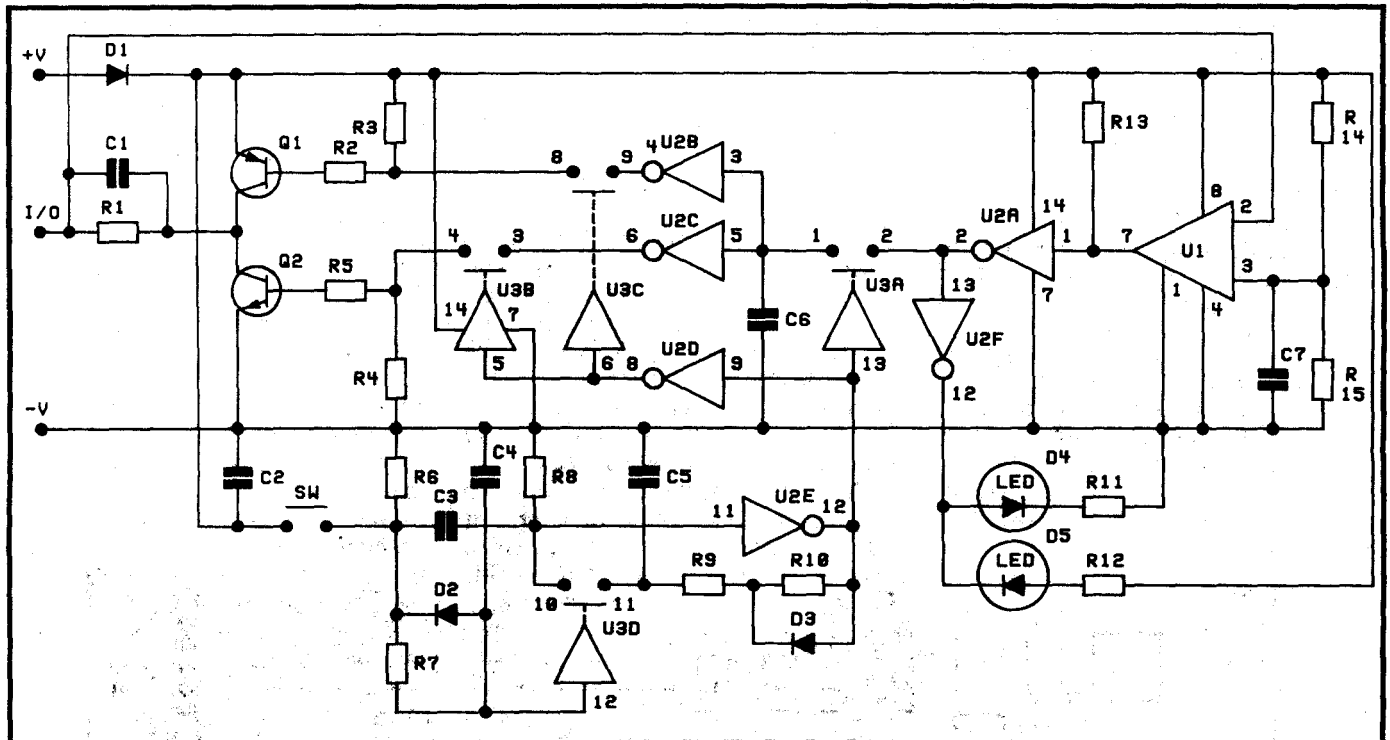 +V
D1
C1
I/O
R1
Q1
R2
R3
8
9
4
U2B
3
R13
R
14
8
2
U2A
14
7
U1
3
1
4
Q2
R5
4
3
6
U2C
5
1
2
2
1
7
U3B
14
7
U3C
U3A
C6
13
U2F
12
C7
R
15
R4
5
6
8
U2D
9
13
-V
C2
SW
R6
C3
C4
R8
C5
11
U2E
12
LED
D4
R11
LED
D5
R12
D2
10
11
U3D
R9
R10
D3
R7
12